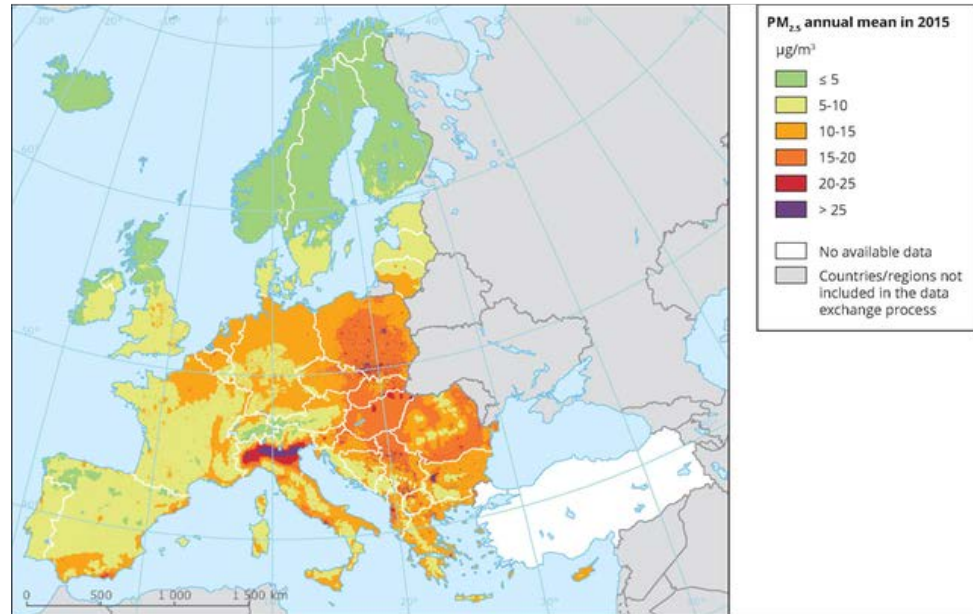 PM2.5 annual mean in 2015
µg/m³
≤ 5
5-10
10-15
15-20
20-25
> 25
No available data
Countries/regions not
included in the data
exchange process
0 500 1 000 1 500 km